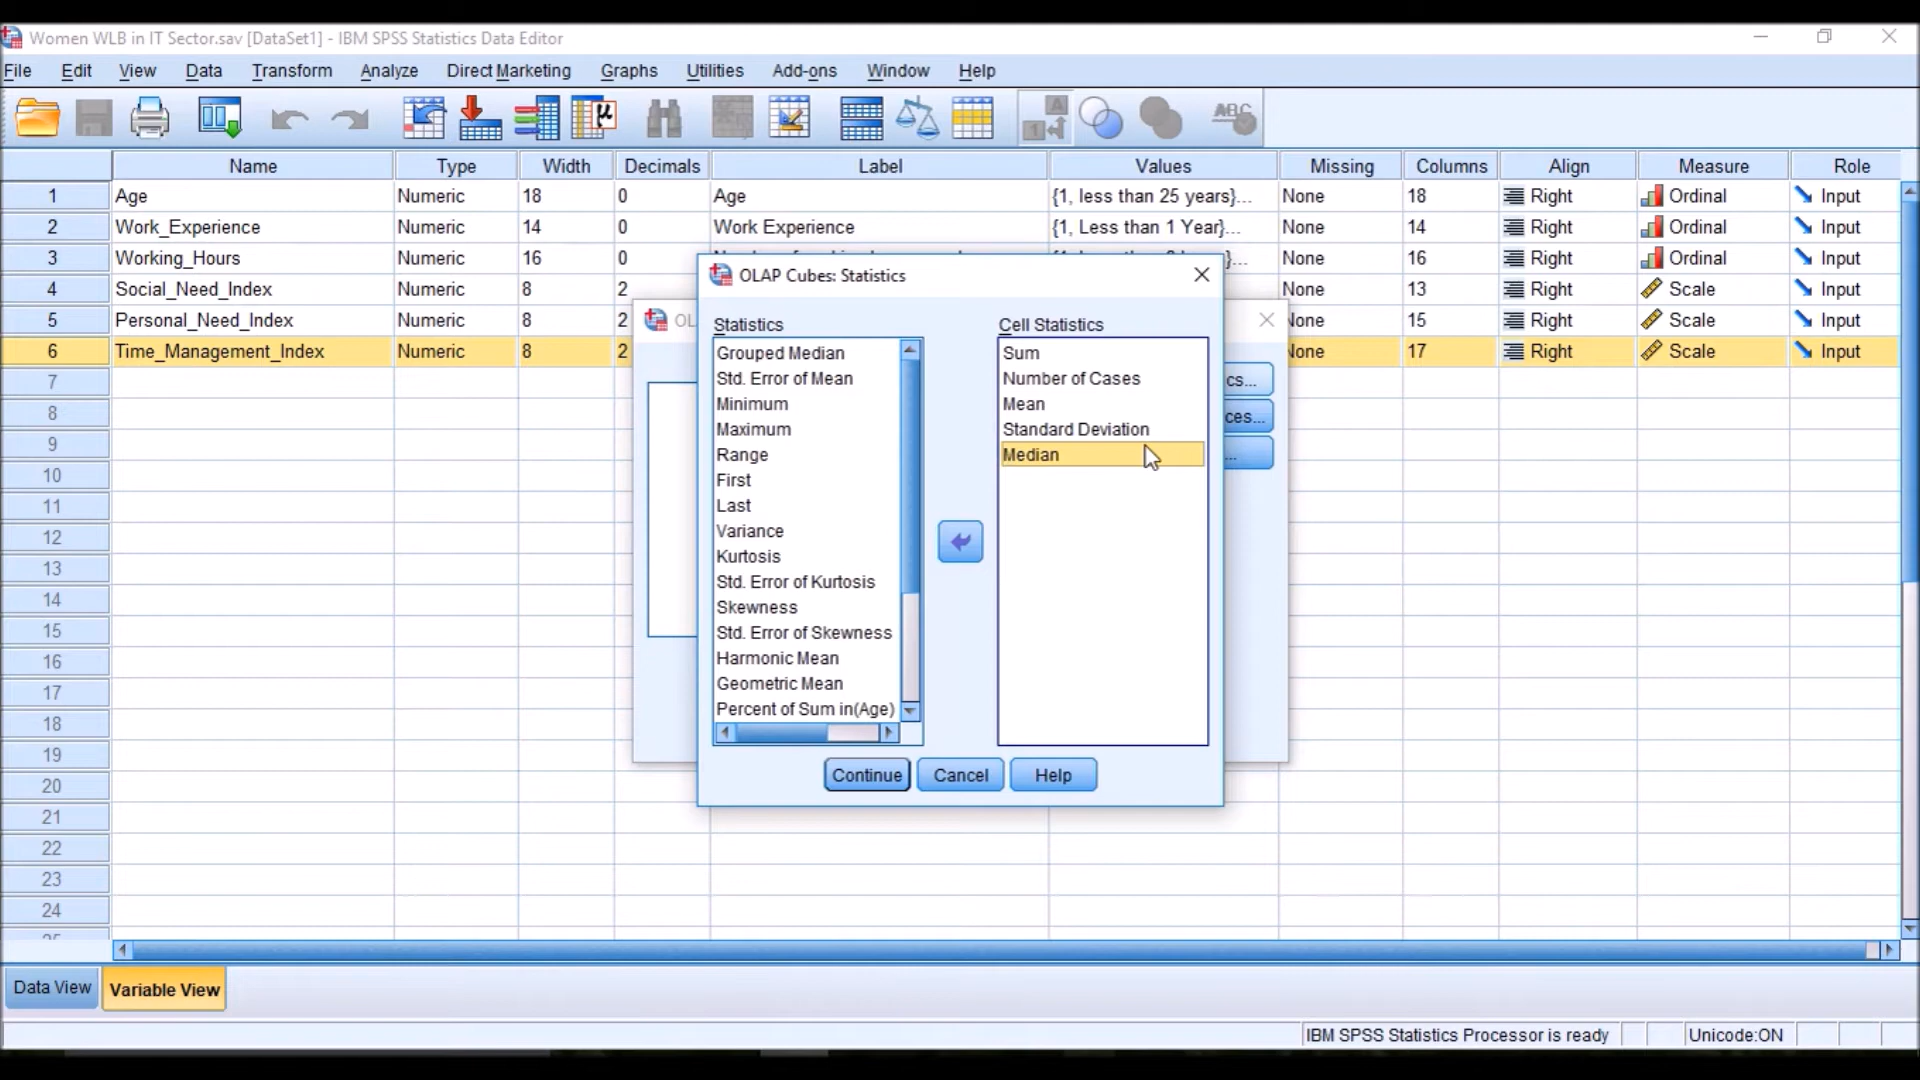 Women WLB in IT Sector.sav [DataSet1] - IBM SPSS Statistics Data Editor
File Edit View Data Transform Analyze Direct Marketing Graphs Utilities Add-ons Window Help
Name Type Width Decimals Label Values Missing Columns Align Measure Role
1 Age Numeric 18 0 Age {1, less than 25 years}... None 18 Right Ordinal Input
2 Work_Experience Numeric 14 0 Work Experience {1, Less than 1 Year}... None 14 Right Ordinal Input
3 Working_Hours Numeric 16 0 None 16 Right Ordinal Input
4 Social_Need_Index Numeric 8 2 None 13 Right Scale Input
5 Personal_Need_Index Numeric 8 2 None 15 Right Scale Input
6 Time_Management_Index Numeric 8 2 None 17 Right Scale Input
7
8
9
10
11
12
13
14
15
16
17
18
19
20
21
22
23
24
OL
cs...
ces...
...
OLAP Cubes: Statistics
Statistics
Grouped Median
Std. Error of Mean
Minimum
Maximum
Range
First
Last
Variance
Kurtosis
Std. Error of Kurtosis
Skewness
Std. Error of Skewness
Harmonic Mean
Geometric Mean
Percent of Sum in(Age)
Cell Statistics
Sum
Number of Cases
Mean
Standard Deviation
Median
Continue Cancel Help
Data View Variable View
IBM SPSS Statistics Processor is ready Unicode:ON